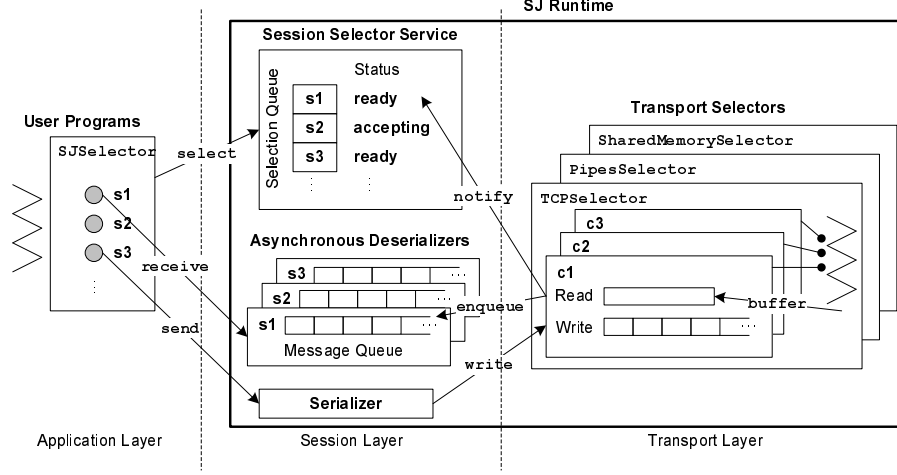 SJ Runtime
Session Selector Service
Selection Queue
Status
s1 ready
s2 accepting
s3 ready
User Programs
SJSelector
s1
s2
s3
select
receive
send
notify
Asynchronous Deserializers
s3
s2
s1
Message Queue
enqueue
write
Serializer
Transport Selectors
SharedMemorySelector
PipesSelector
TCPSelector
c3
c2
c1
Read
Write
buffer
Application Layer
Session Layer
Transport Layer